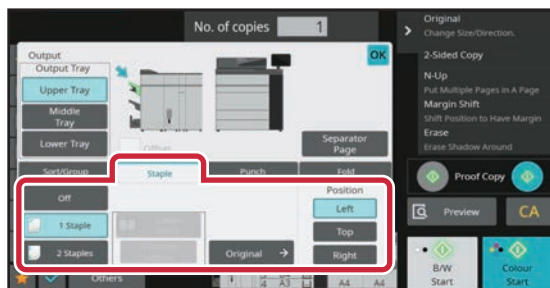 No. of copies 1
Output
OK
Output Tray
Upper Tray
Middle
Tray
Lower Tray
Offset
Separator
Page
Sort/Group
Staple
Punch
Fold
Off
1 Staple
2 Staples
Original
Position
Left
Top
Right
Others
A3
A4
A4
Original
Change Size/Direction.
2-Sided Copy
N-Up
Put Multiple Pages in A Page
Margin Shift
Shift Position to Have Margin
Erase
Erase Shadow Around
Proof Copy
Preview
CA
B/W
Start
Colour
Start